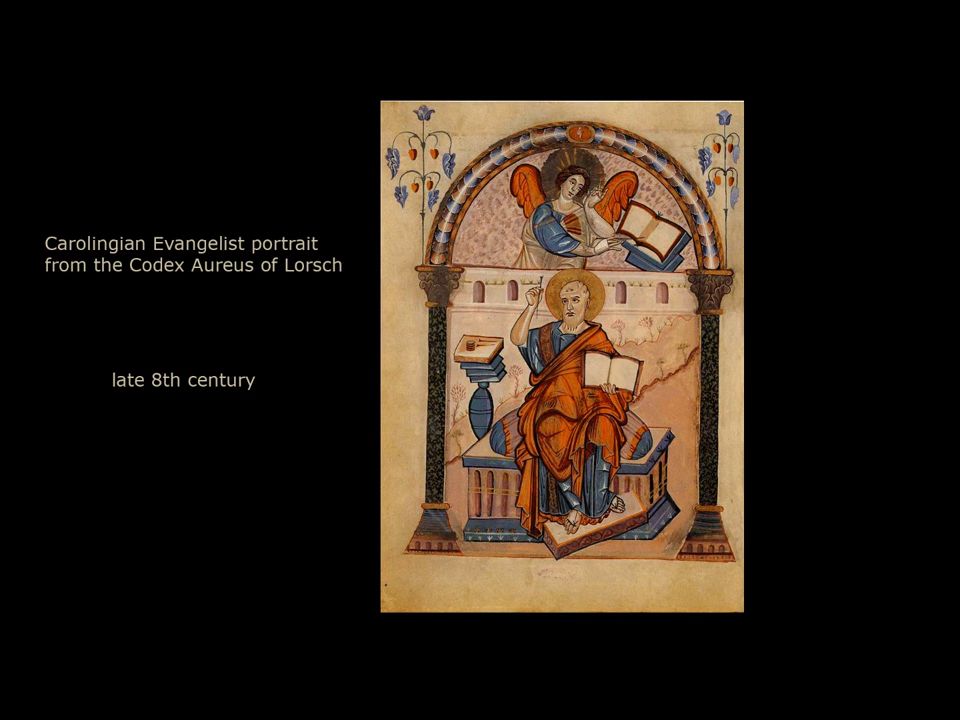 Carolingian Evangelist portrait
from the Codex Aureus of Lorsch
late 8th century